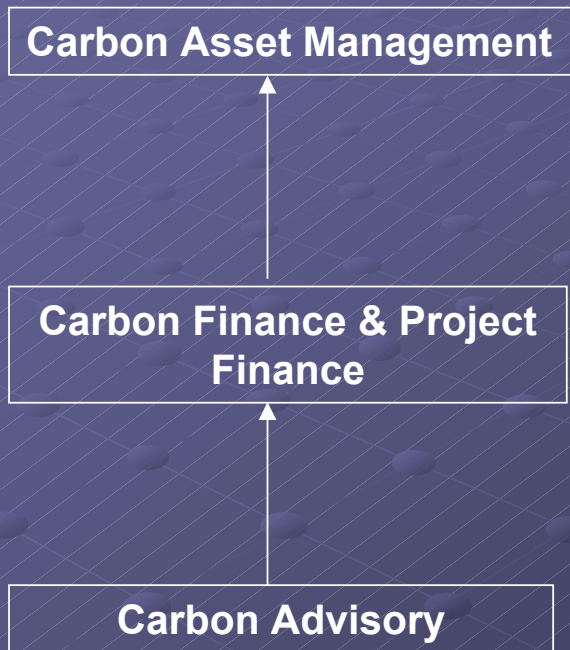 Carbon Asset Management
Carbon Finance & Project
Finance
Carbon Advisory